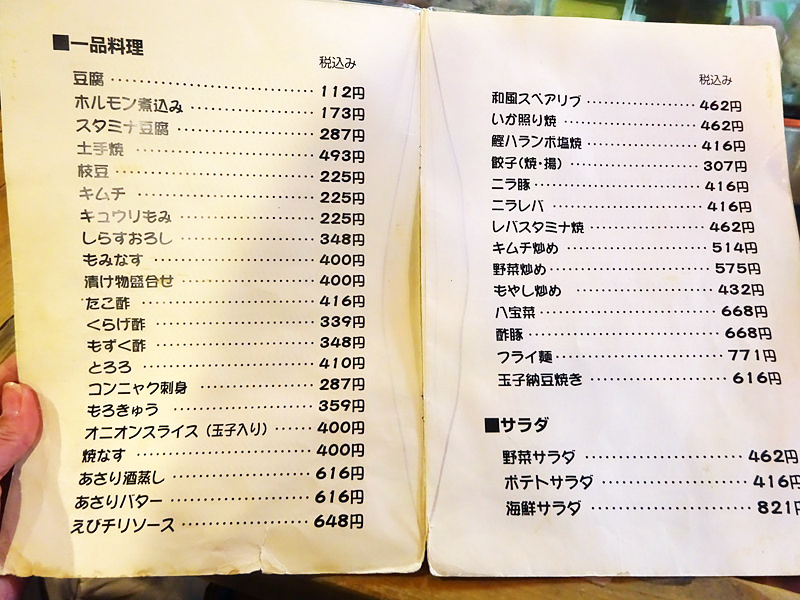 ■一品料理
税込み
豆腐 ・・・・・・・・・・ 112円
ホルモン煮込み ・・・・・・・・・・ 173円
スタミナ豆腐 ・・・・・・・・・・ 287円
土手焼 ・・・・・・・・・・ 493円
枝豆 ・・・・・・・・・・ 225円
キムチ ・・・・・・・・・・ 225円
キュウリもみ ・・・・・・・・・・ 225円
しらすおろし ・・・・・・・・・・ 348円
もみなす ・・・・・・・・・・ 400円
漬け物盛合せ ・・・・・・・・・・ 400円
たこ酢 ・・・・・・・・・・ 416円
くらげ酢 ・・・・・・・・・・ 339円
もずく酢 ・・・・・・・・・・ 348円
とろろ ・・・・・・・・・・ 410円
コンニャク刺身 ・・・・・・・・・・ 287円
もろきゅう ・・・・・・・・・・ 359円
オニオンスライス（玉子入り） ・・・・・・ 400円
焼なす ・・・・・・・・・・ 400円
あさり酒蒸し ・・・・・・・・・・ 616円
あさりバター ・・・・・・・・・・ 616円
えびチリソース ・・・・・・・・・・ 648円
税込み
和風スペアリブ ・・・・・・・・・・ 462円
いか照り焼 ・・・・・・・・・・ 462円
鰹ハランボ塩焼 ・・・・・・・・・・ 416円
餃子（焼・揚） ・・・・・・・・・・ 307円
ニラ豚 ・・・・・・・・・・ 416円
ニラレバ ・・・・・・・・・・ 416円
レバスタミナ焼 ・・・・・・・・・・ 462円
キムチ炒め ・・・・・・・・・・ 514円
野菜炒め ・・・・・・・・・・ 575円
もやし炒め ・・・・・・・・・・ 432円
八宝菜 ・・・・・・・・・・ 668円
酢豚 ・・・・・・・・・・ 668円
フライ麺 ・・・・・・・・・・ 771円
玉子納豆焼き ・・・・・・・・・・ 616円
■サラダ
野菜サラダ ・・・・・・・・・・ 462円
ポテトサラダ ・・・・・・・・・・ 416円
海鮮サラダ ・・・・・・・・・・ 821円